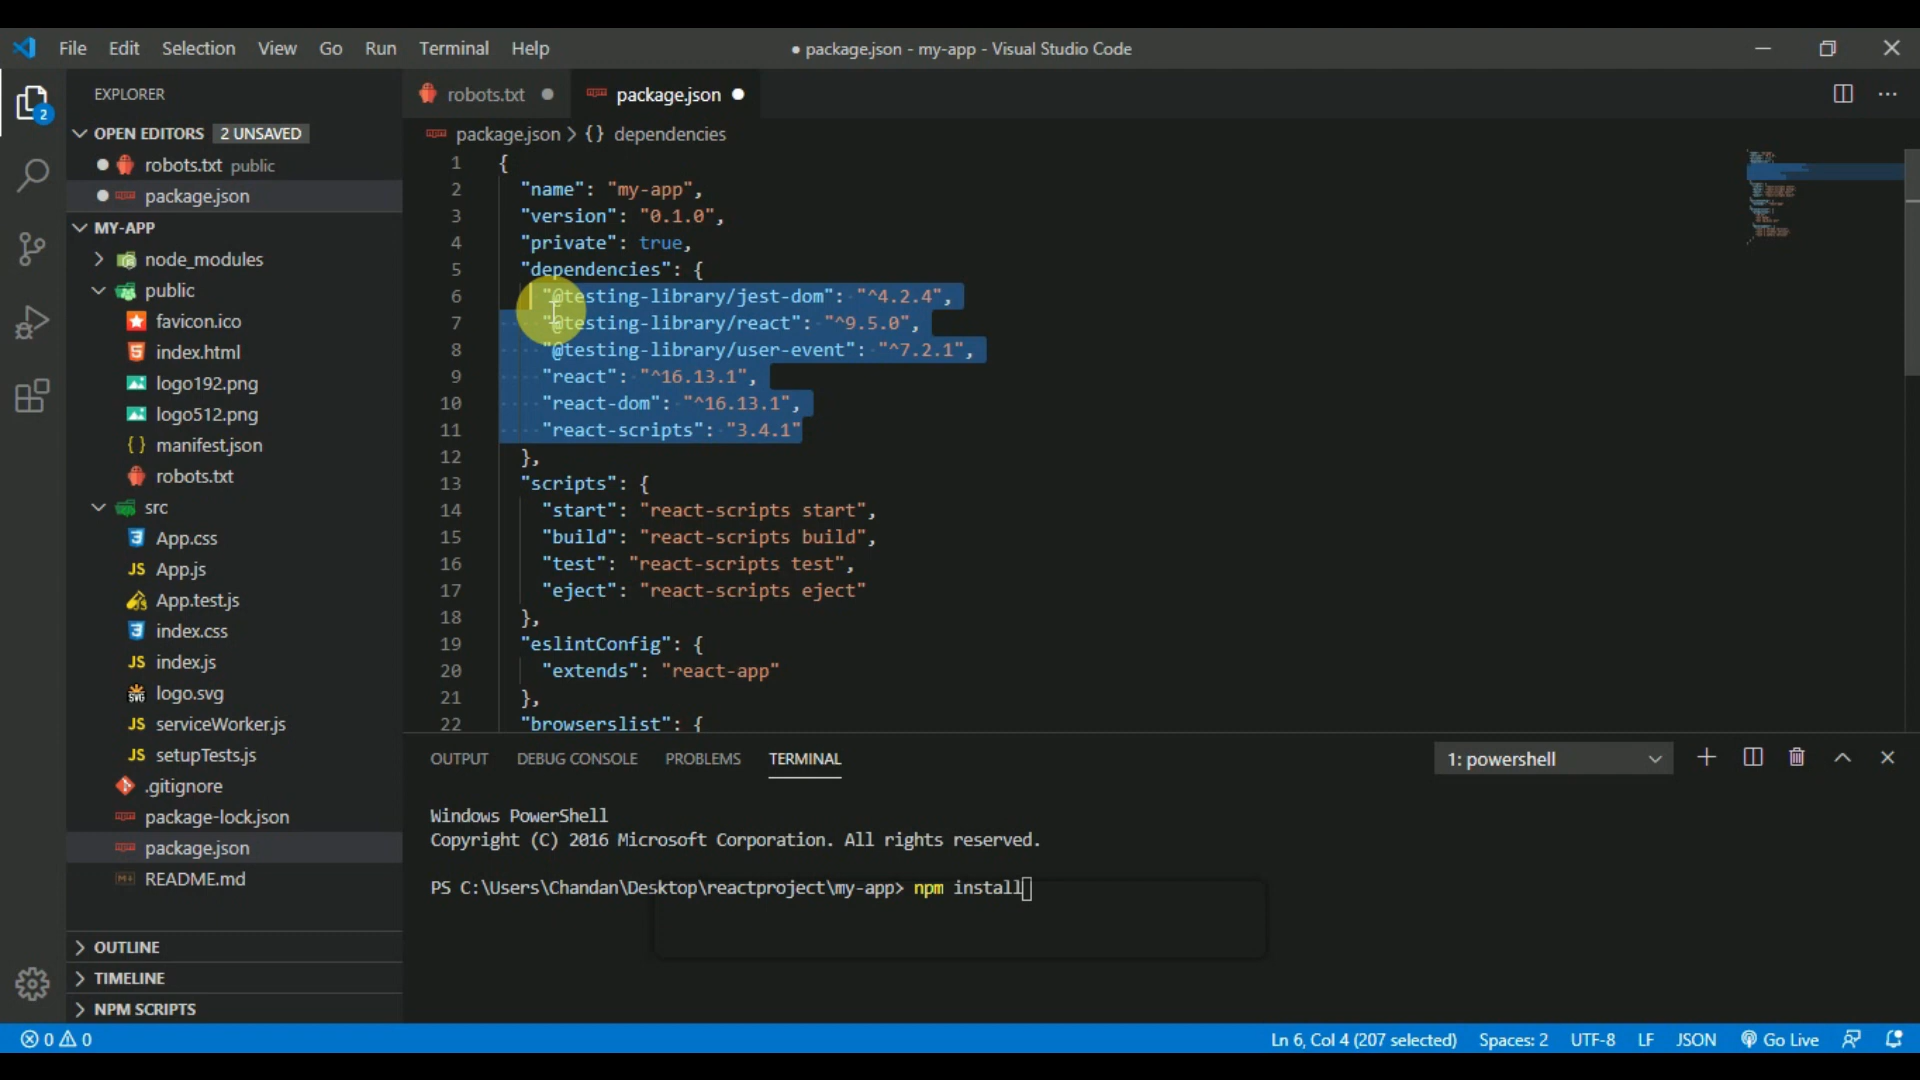 File Edit Selection View Go Run Terminal Help
● package.json - my-app - Visual Studio Code
EXPLORER
OPEN EDITORS 2 UNSAVED
robots.txt public
package.json
MY-APP
node_modules
public
favicon.ico
index.html
logo192.png
logo512.png
manifest.json
robots.txt
src
App.css
App.js
App.test.js
index.css
index.js
logo.svg
serviceWorker.js
setupTests.js
.gitignore
package-lock.json
package.json
README.md
OUTLINE
TIMELINE
NPM SCRIPTS
robots.txt package.json
package.json > {} dependencies
1 {
2 "name": "my-app",
3 "version": "0.1.0",
4 "private": true,
5 "dependencies": {
6 "@testing-library/jest-dom": "^4.2.4",
7 "@testing-library/react": "^9.5.0",
8 "@testing-library/user-event": "^7.2.1",
9 "react": "^16.13.1",
10 "react-dom": "^16.13.1",
11 "react-scripts": "3.4.1"
12 },
13 "scripts": {
14 "start": "react-scripts start",
15 "build": "react-scripts build",
16 "test": "react-scripts test",
17 "eject": "react-scripts eject"
18 },
19 "eslintConfig": {
20 "extends": "react-app"
21 },
22 "browserslist": {
OUTPUT DEBUG CONSOLE PROBLEMS TERMINAL 1: powershell
Windows PowerShell
Copyright (C) 2016 Microsoft Corporation. All rights reserved.
PS C:\Users\Chandan\Desktop\reactproject\my-app> npm install
0 0 Ln 6, Col 4 (207 selected) Spaces: 2 UTF-8 LF JSON Go Live